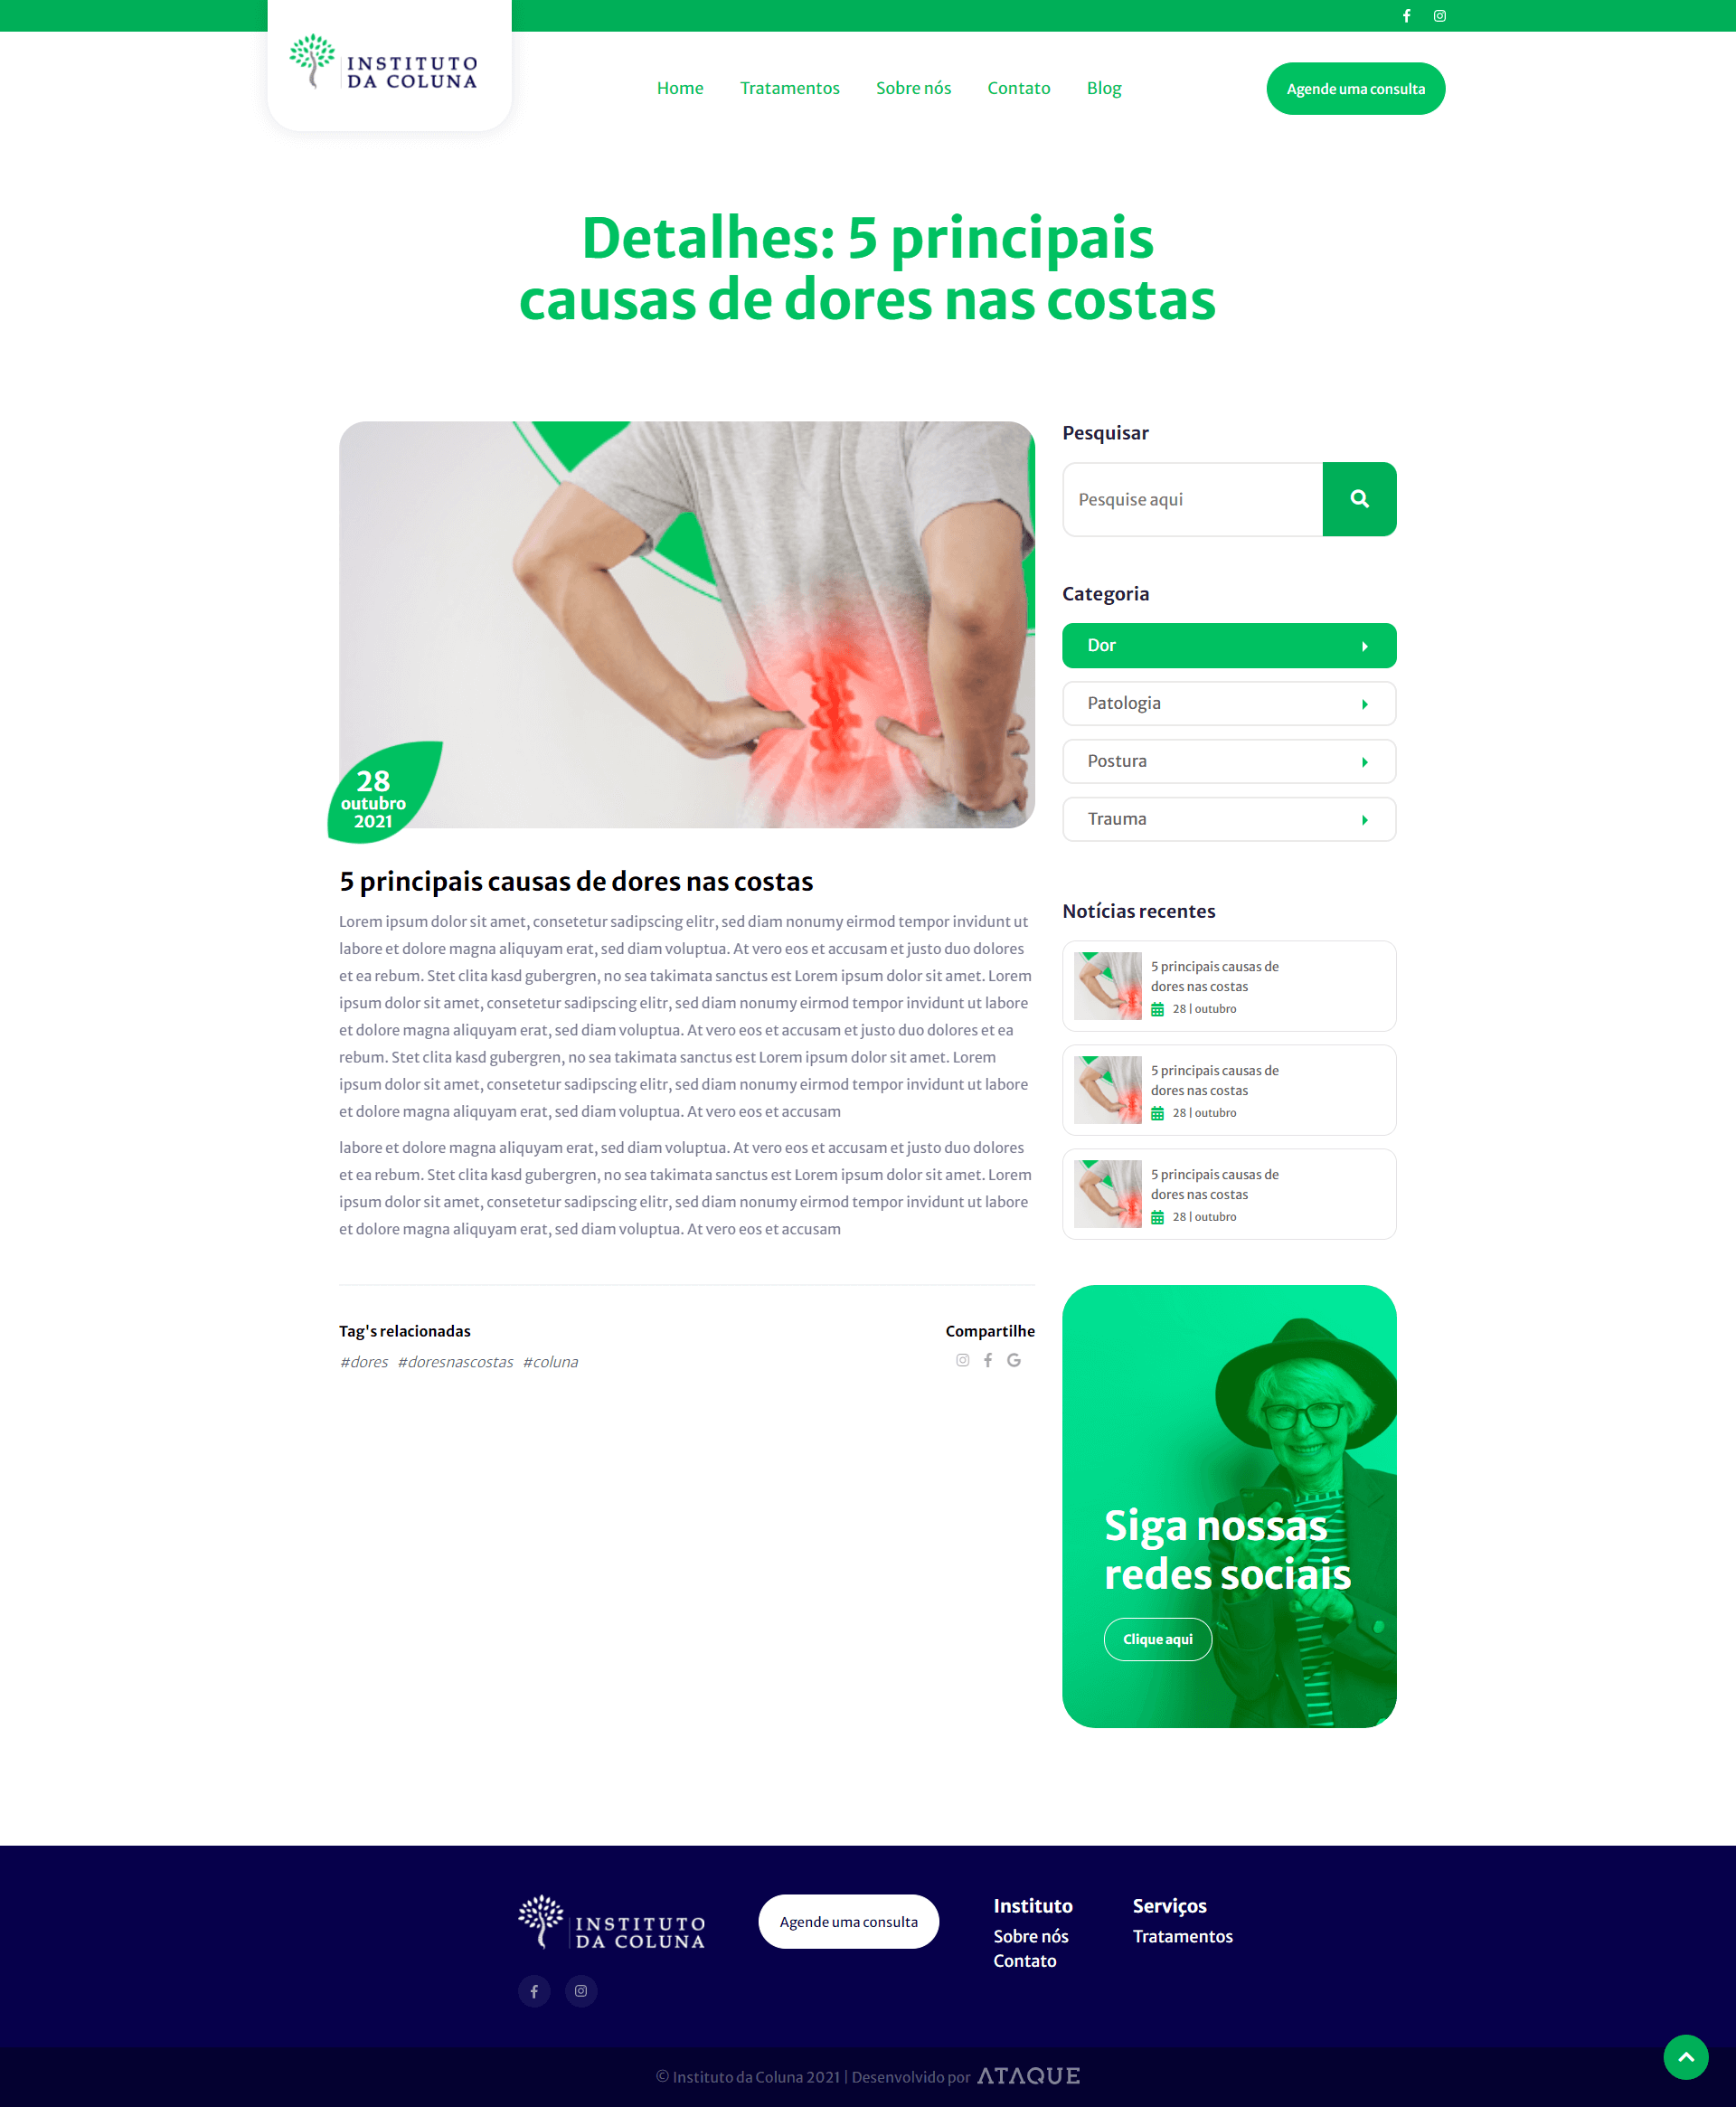 INSTITUTO
DA COLUNA
Home Tratamentos Sobre nós Contato Blog
Agende uma consulta
Detalhes: 5 principais
causas de dores nas costas
28
outubro
2021
5 principais causas de dores nas costas
Lorem ipsum dolor sit amet, consetetur sadipscing elitr, sed diam nonumy eirmod tempor invidunt ut
labore et dolore magna aliquyam erat, sed diam voluptua. At vero eos et accusam et justo duo dolores
et ea rebum. Stet clita kasd gubergren, no sea takimata sanctus est Lorem ipsum dolor sit amet. Lorem
ipsum dolor sit amet, consetetur sadipscing elitr, sed diam nonumy eirmod tempor invidunt ut labore
et dolore magna aliquyam erat, sed diam voluptua. At vero eos et accusam et justo duo dolores et ea
rebum. Stet clita kasd gubergren, no sea takimata sanctus est Lorem ipsum dolor sit amet. Lorem
ipsum dolor sit amet, consetetur sadipscing elitr, sed diam nonumy eirmod tempor invidunt ut labore
et dolore magna aliquyam erat, sed diam voluptua. At vero eos et accusam
labore et dolore magna aliquyam erat, sed diam voluptua. At vero eos et accusam et justo duo dolores
et ea rebum. Stet clita kasd gubergren, no sea takimata sanctus est Lorem ipsum dolor sit amet. Lorem
ipsum dolor sit amet, consetetur sadipscing elitr, sed diam nonumy eirmod tempor invidunt ut labore
et dolore magna aliquyam erat, sed diam voluptua. At vero eos et accusam
Tag's relacionadas
#dores #doresnascostas #coluna
Compartilhe
Pesquisar
Pesquise aqui
Categoria
Dor
Patologia
Postura
Trauma
Notícias recentes
5 principais causas de
dores nas costas
28 | outubro
5 principais causas de
dores nas costas
28 | outubro
5 principais causas de
dores nas costas
28 | outubro
Siga nossas
redes sociais
Clique aqui
INSTITUTO
DA COLUNA
Agende uma consulta
Instituto
Sobre nós
Contato
Serviços
Tratamentos
© Instituto da Coluna 2021 | Desenvolvido por ATAQUE